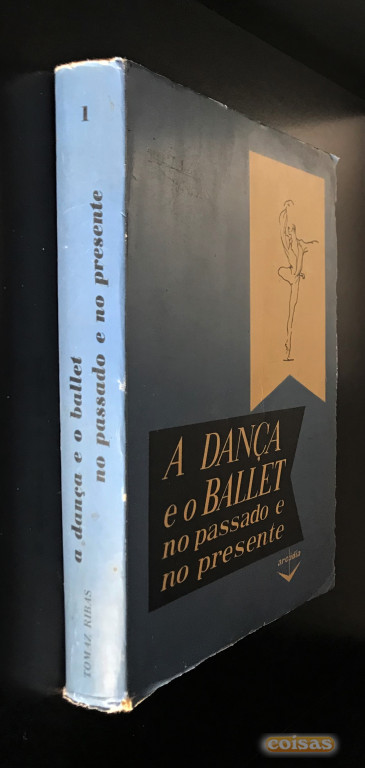 1
a dança e o ballet
no passado e no presente
TOMAZ RIBAS
A DANÇA
e o BALLET
no passado e
no presente
arcádia
coisas